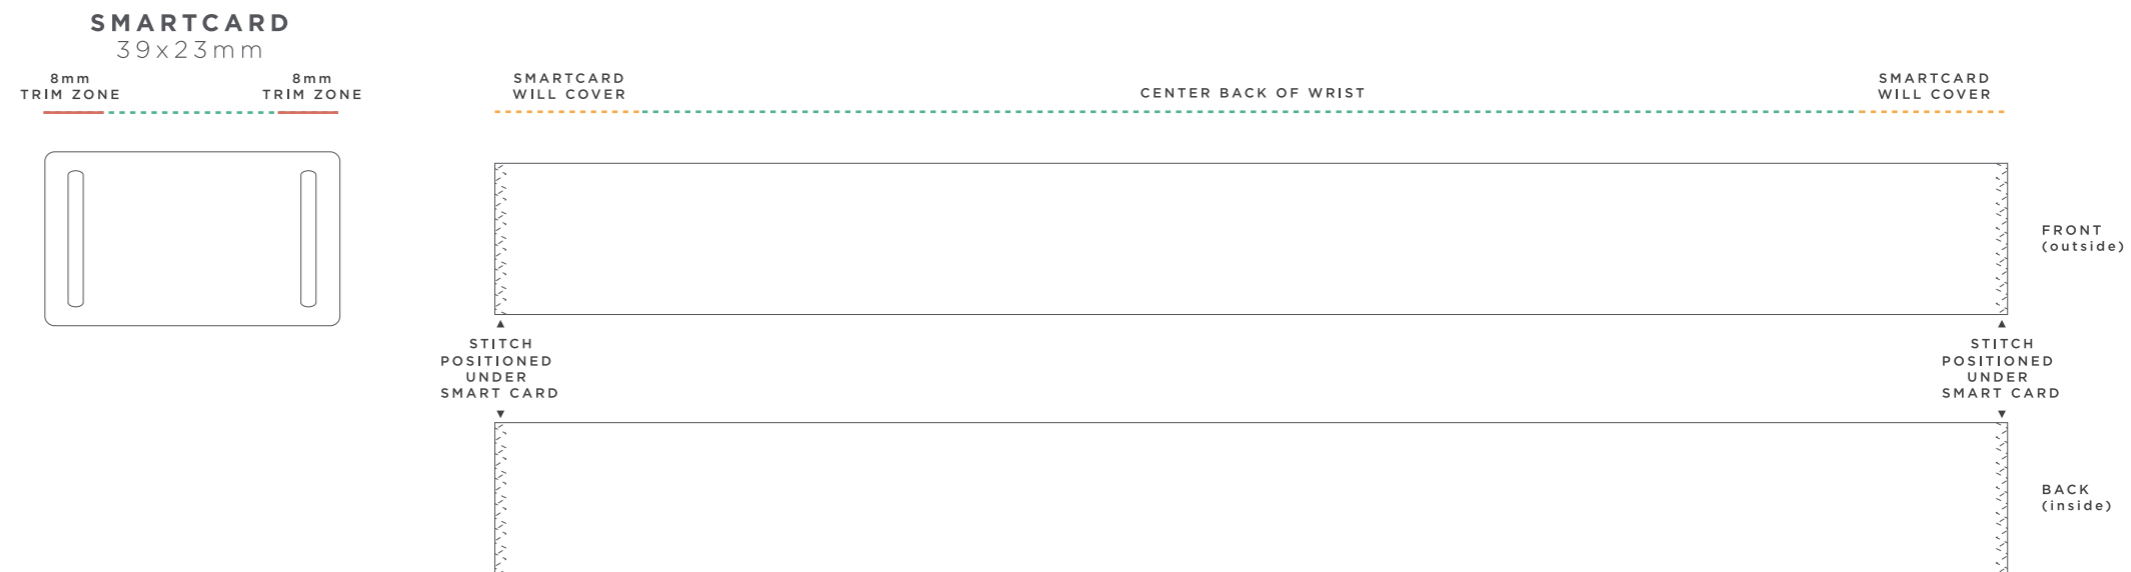 SMARTCARD
39x23mm
8mm
TRIM ZONE
8mm
TRIM ZONE
SMARTCARD
WILL COVER
CENTER BACK OF WRIST
SMARTCARD
WILL COVER
FRONT
(outside)
STITCH
POSITIONED
UNDER
SMART CARD
STITCH
POSITIONED
UNDER
SMART CARD
BACK
(inside)